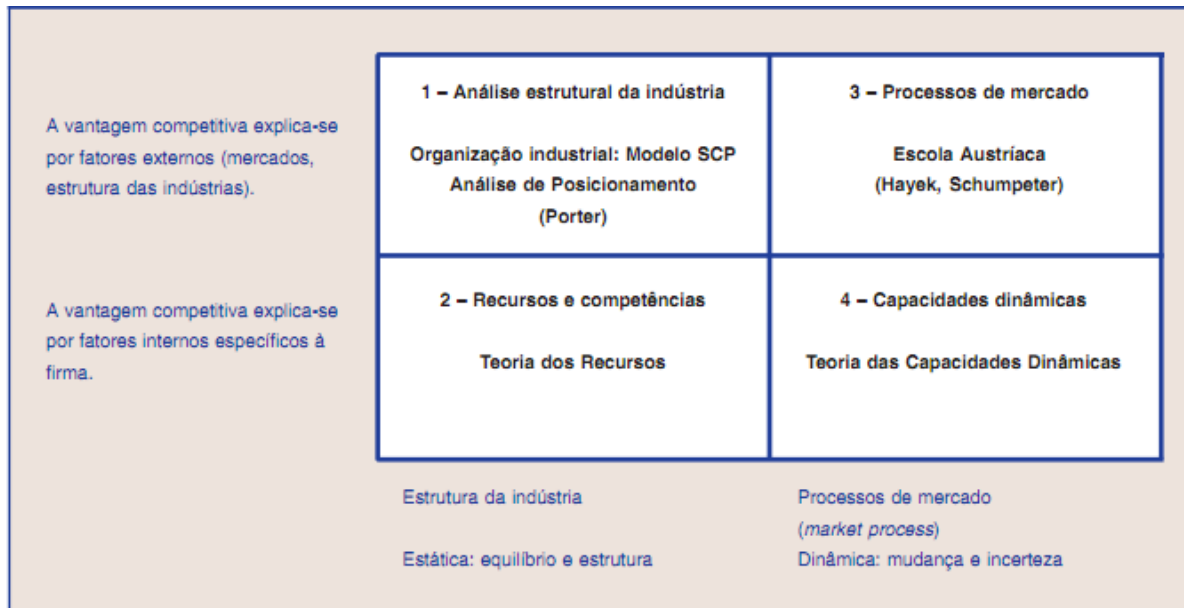 A vantagem competitiva explica-se
por fatores externos (mercados,
estrutura das indústrias).
1 – Análise estrutural da indústria
Organização industrial: Modelo SCP
Análise de Posicionamento
(Porter)
3 – Processos de mercado
Escola Austríaca
(Hayek, Schumpeter)
A vantagem competitiva explica-se
por fatores internos específicos à
firma.
2 – Recursos e competências
Teoria dos Recursos
4 – Capacidades dinâmicas
Teoria das Capacidades Dinâmicas
Estrutura da indústria
Estática: equilíbrio e estrutura
Processos de mercado
(market process)
Dinâmica: mudança e incerteza